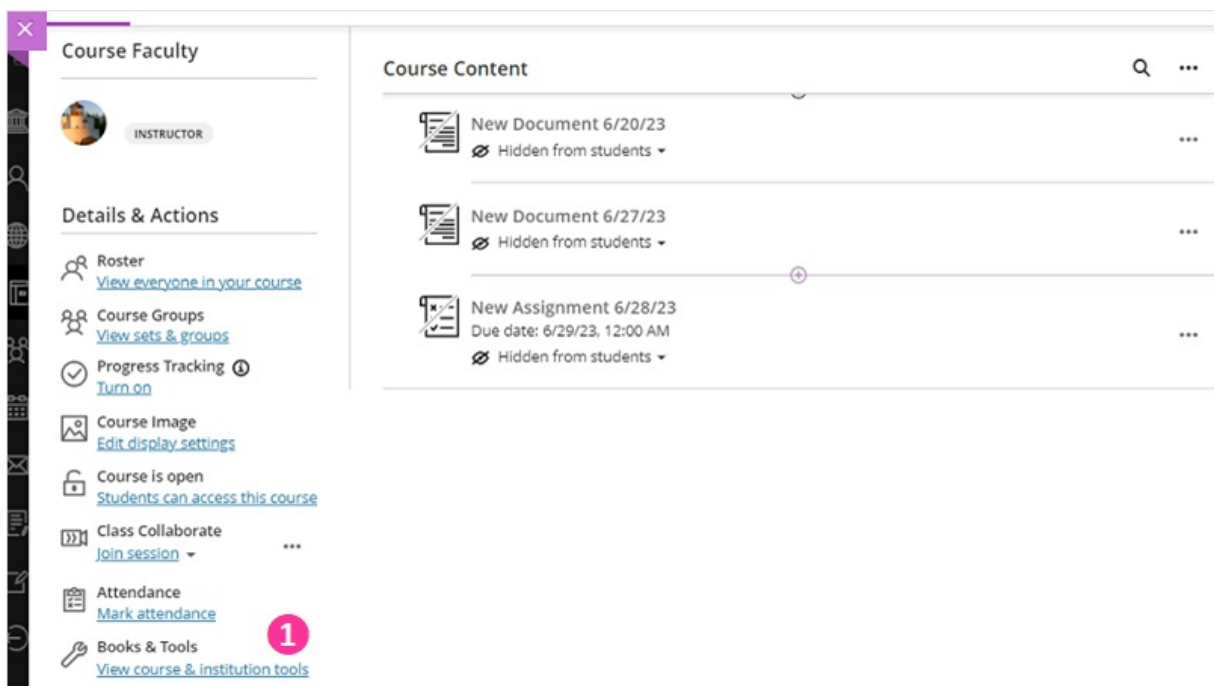 Course Faculty
INSTRUCTOR
Details & Actions
Roster
View everyone in your course
Course Groups
View sets & groups
Progress Tracking
Turn on
Course Image
Edit display settings
Course is open
Students can access this course
Class Collaborate
Join session
Attendance
Mark attendance
1
Books & Tools
View course & institution tools
Course Content
New Document 6/20/23
Hidden from students
New Document 6/27/23
Hidden from students
New Assignment 6/28/23
Due date: 6/29/23, 12:00 AM
Hidden from students